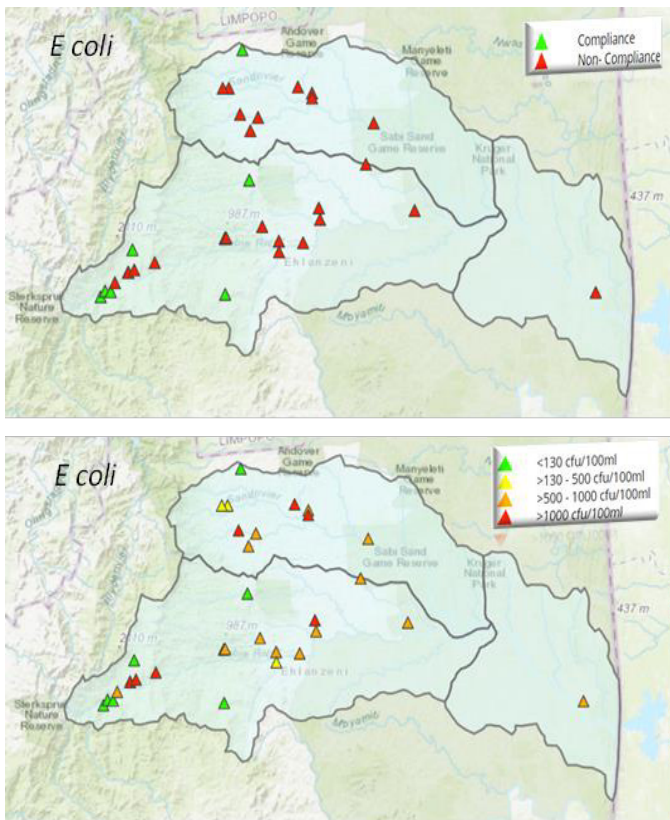 LIMPOPO
E coli
Andover
Game
Reserve
Manyeleti Game
Reserve
Compliance
Non- Compliance
Sandrivier
Sabi Sand
Game Reserve
Kruger
National
Park
437 m
987 m
Ehlanzeni
Sterkspruit
Nature
Reserve
LIMPOPO
E coli
Andover
Game
Reserve
Manyeleti Game
Reserve
<130 cfu/100ml
>130 - 500 cfu/100ml
>500 - 1000 cfu/100ml
>1000 cfu/100ml
Sandrivier
Sabi Sand
Game Reserve
Kruger
National
Park
437 m
987 m
Ehlanzeni
Nature
Reserve